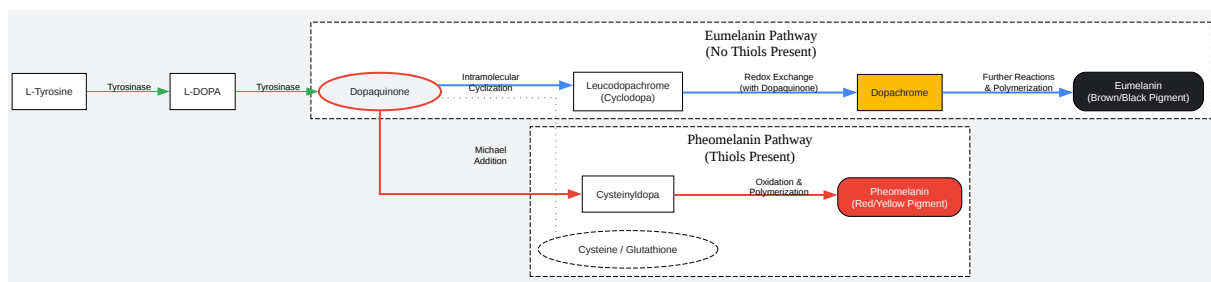 Eumelanin Pathway
(No Thiols Present)
L-Tyrosine
Tyrosinase
L-DOPA
Tyrosinase
Dopaquinone
Intramolecular
Cyclization
Leucodopachrome
(Cyclodopa)
Redox Exchange
(with Dopaquinone)
Dopachrome
Further Reactions
& Polymerization
Eumelanin
(Brown/Black Pigment)
Pheomelanin Pathway
(Thiols Present)
Michael
Addition
Cysteinyldopa
Oxidation &
Polymerization
Pheomelanin
(Red/Yellow Pigment)
Cysteine / Glutathione